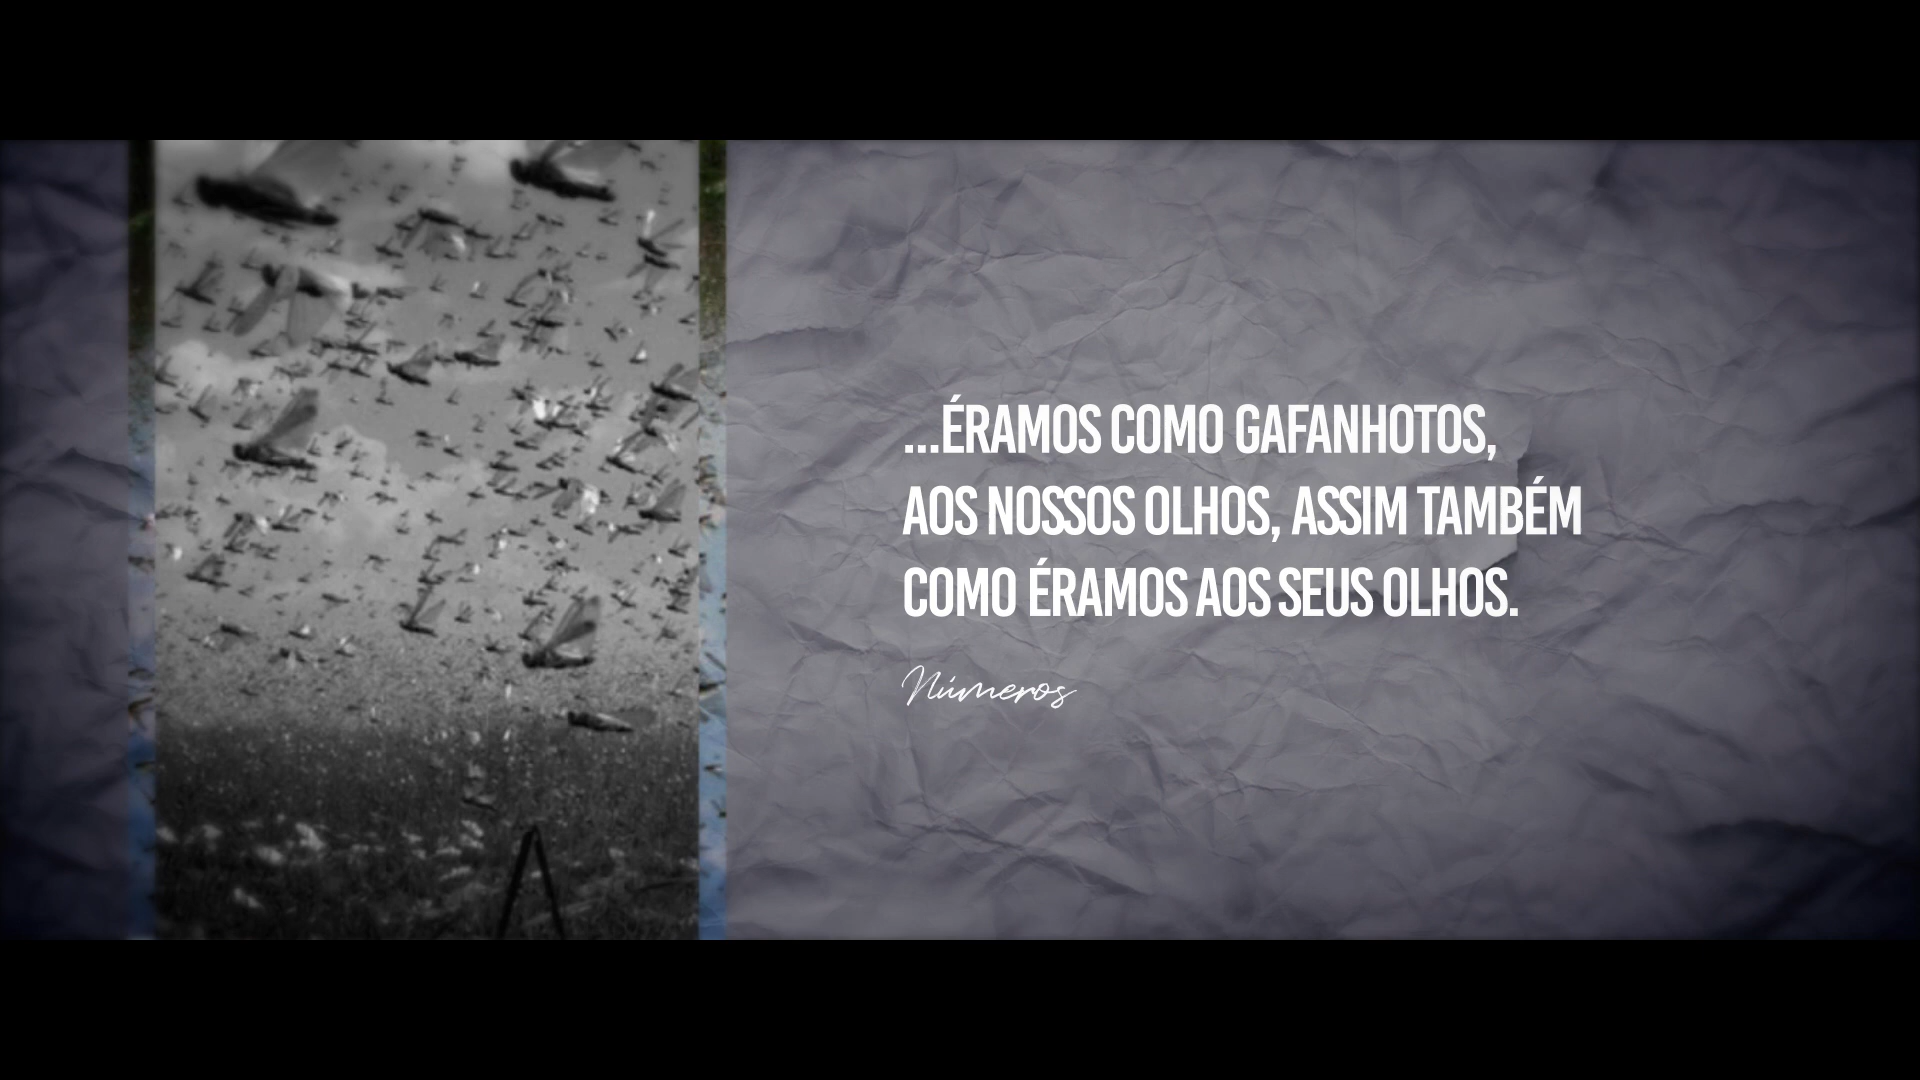 ...ÉRAMOS COMO GAFANHOTOS,
AOS NOSSOS OLHOS, ASSIM TAMBÉM
COMO ÉRAMOS AOS SEUS OLHOS.
Números